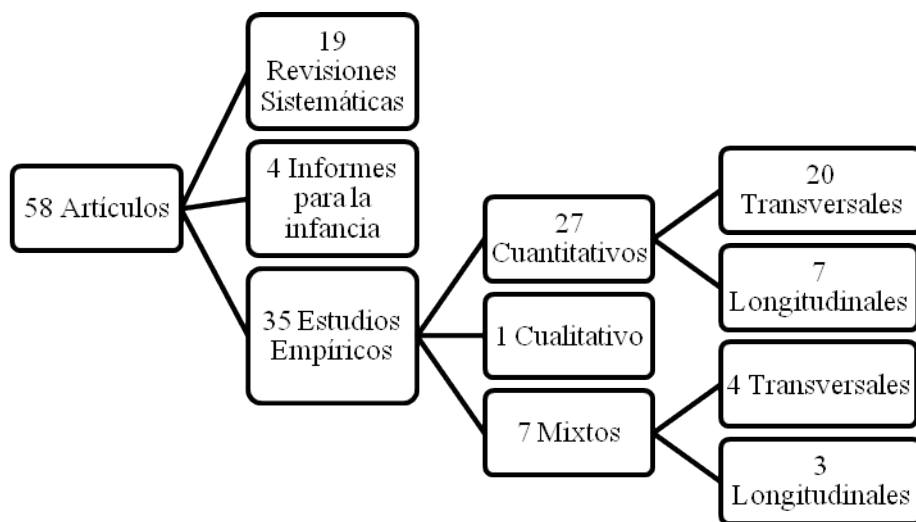 58 Artículos
19
Revisiones
Sistemáticas
4 Informes
para la
infancia
35 Estudios
Empíricos
27
Cuantitativos
1 Cualitativo
7 Mixtos
20
Transversales
7
Longitudinales
4 Transversales
3
Longitudinales